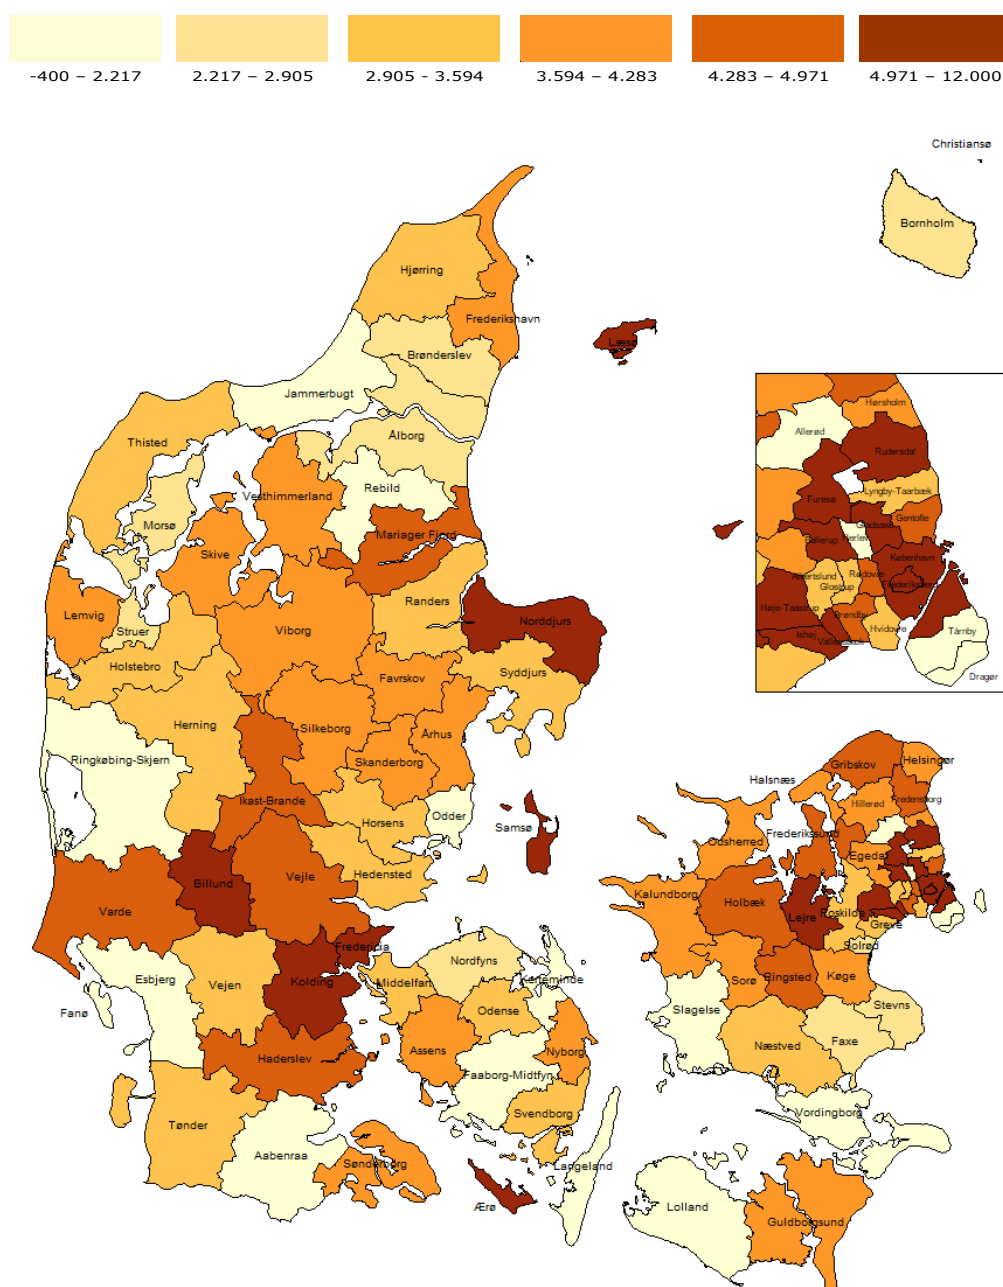 -400 – 2.217
2.217 – 2.905
2.905 - 3.594
3.594 – 4.283
4.283 – 4.971
4.971 – 12.000
Christiansø
Bornholm
Hjørring
Frederikshavn
Læsø
Brønderslev
Jammerbugt
Thisted
Ålborg
Vesthimmerland
Rebild
Morsø
Mariager Fjord
Skive
Lemvig
Struer
Viborg
Randers
Norddjurs
Holstebro
Favrskov
Syddjurs
Herning
Silkeborg
Århus
Ringkøbing-Skjern
Skanderborg
Ikast-Brande
Horsens
Odder
Samsø
Hedensted
Billund
Vejle
Varde
Fredericia
Kolding
Esbjerg
Vejen
Fanø
Haderslev
Tønder
Aabenraa
Sønderborg
Middelfart
Nordfyns
Kerteminde
Odense
Assens
Nyborg
Faaborg-Midtfyn
Svendborg
Langeland
Ærø
Hørsholm
Allerød
Rudersdal
Lyngby-Taarbæk
Furesø
Gentofte
Gladsaxe
Ballerup
Herlev
København
Albertslund
Rødovre
Frederiksberg
Glostrup
Høje-Taastrup
Brøndby
Hvidovre
Ishøj
Vallensbæk
Tårnby
Dragør
Helsingør
Gribskov
Halsnæs
Hillerød
Fredensborg
Frederikssund
Odsherred
Egedal
Kalundborg
Holbæk
Lejre
Roskilde
Greve
Solrød
Sorø
Ringsted
Køge
Slagelse
Stevns
Næstved
Faxe
Vordingborg
Lolland
Guldborgsund